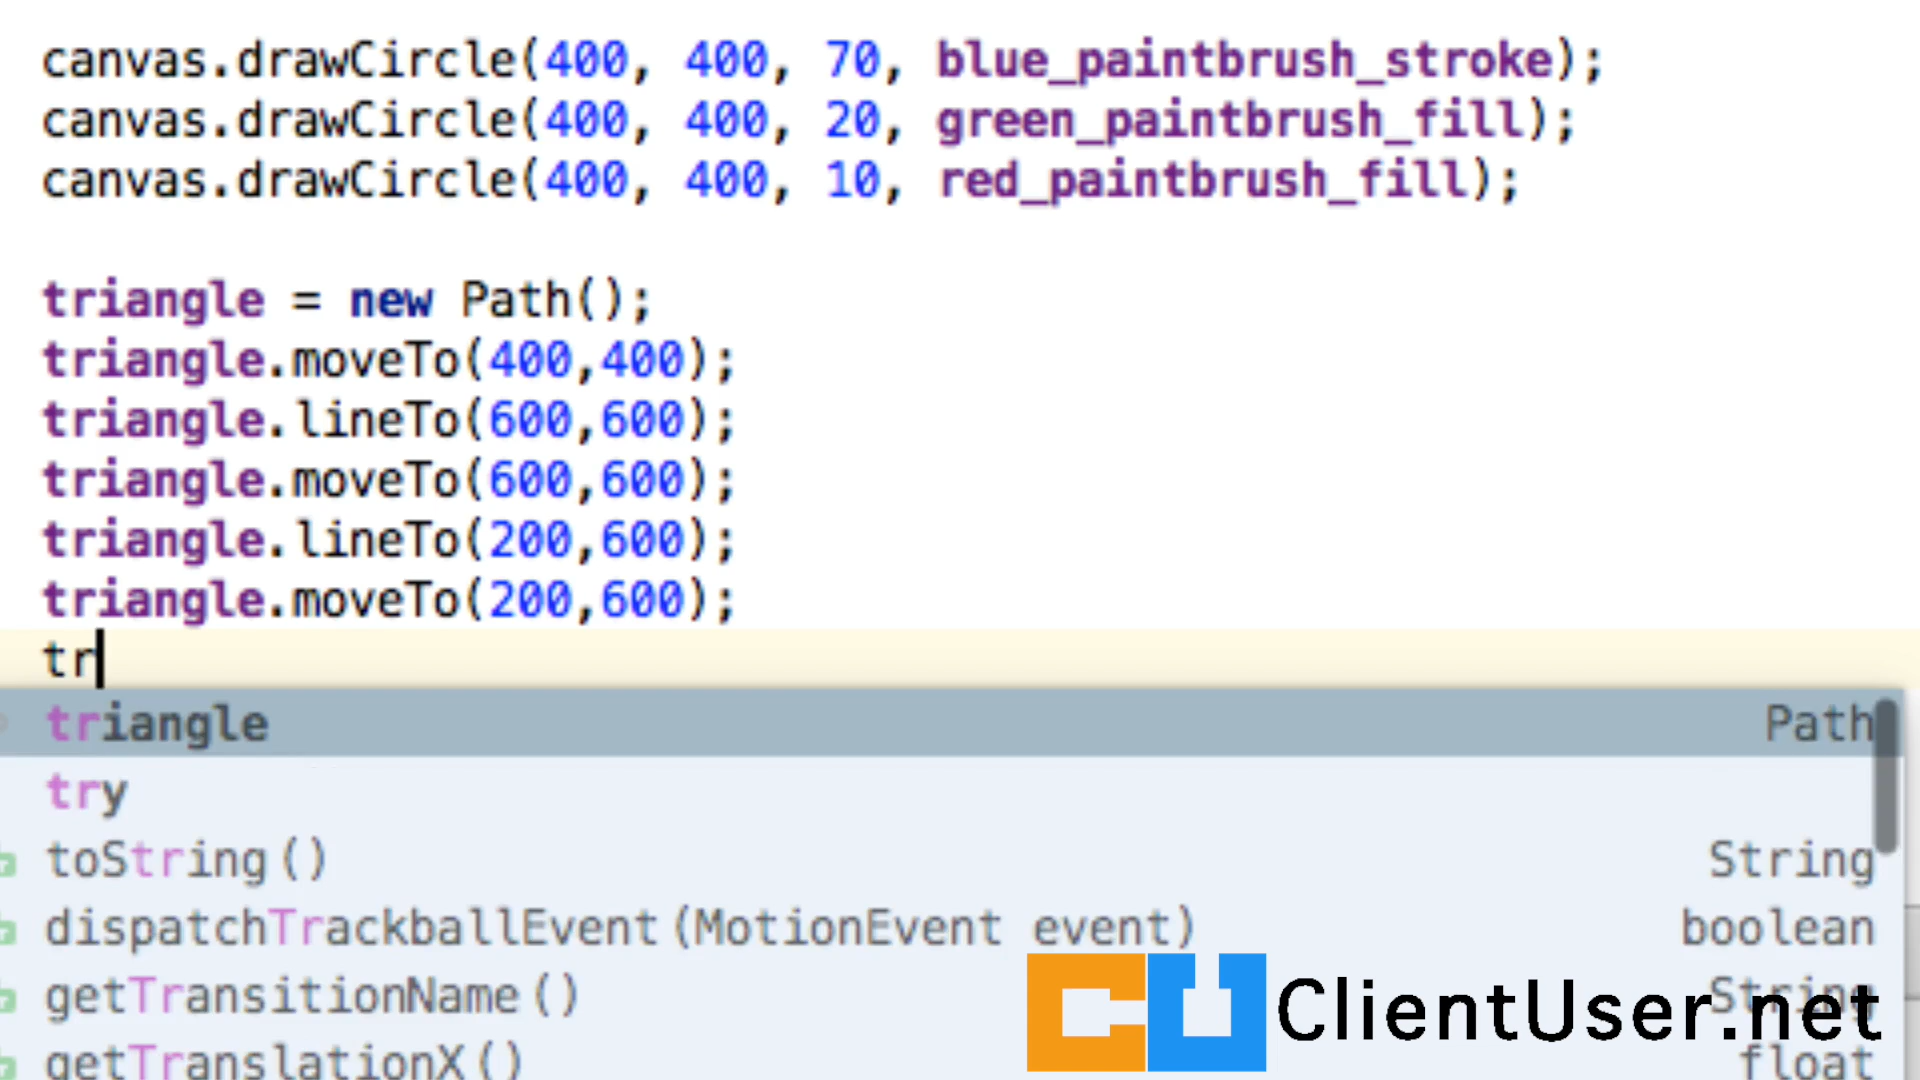 canvas.drawCircle(400, 400, 70, blue_paintbrush_stroke);
canvas.drawCircle(400, 400, 20, green_paintbrush_fill);
canvas.drawCircle(400, 400, 10, red_paintbrush_fill);
triangle = new Path();
triangle.moveTo(400,400);
triangle.lineTo(600,600);
triangle.moveTo(600,600);
triangle.lineTo(200,600);
triangle.moveTo(200,600);
tr
triangle Path
try
toString() String
dispatchTrackballEvent(MotionEvent event) boolean
getTransitionName() String
getTranslationX() float
CU ClientUser.net